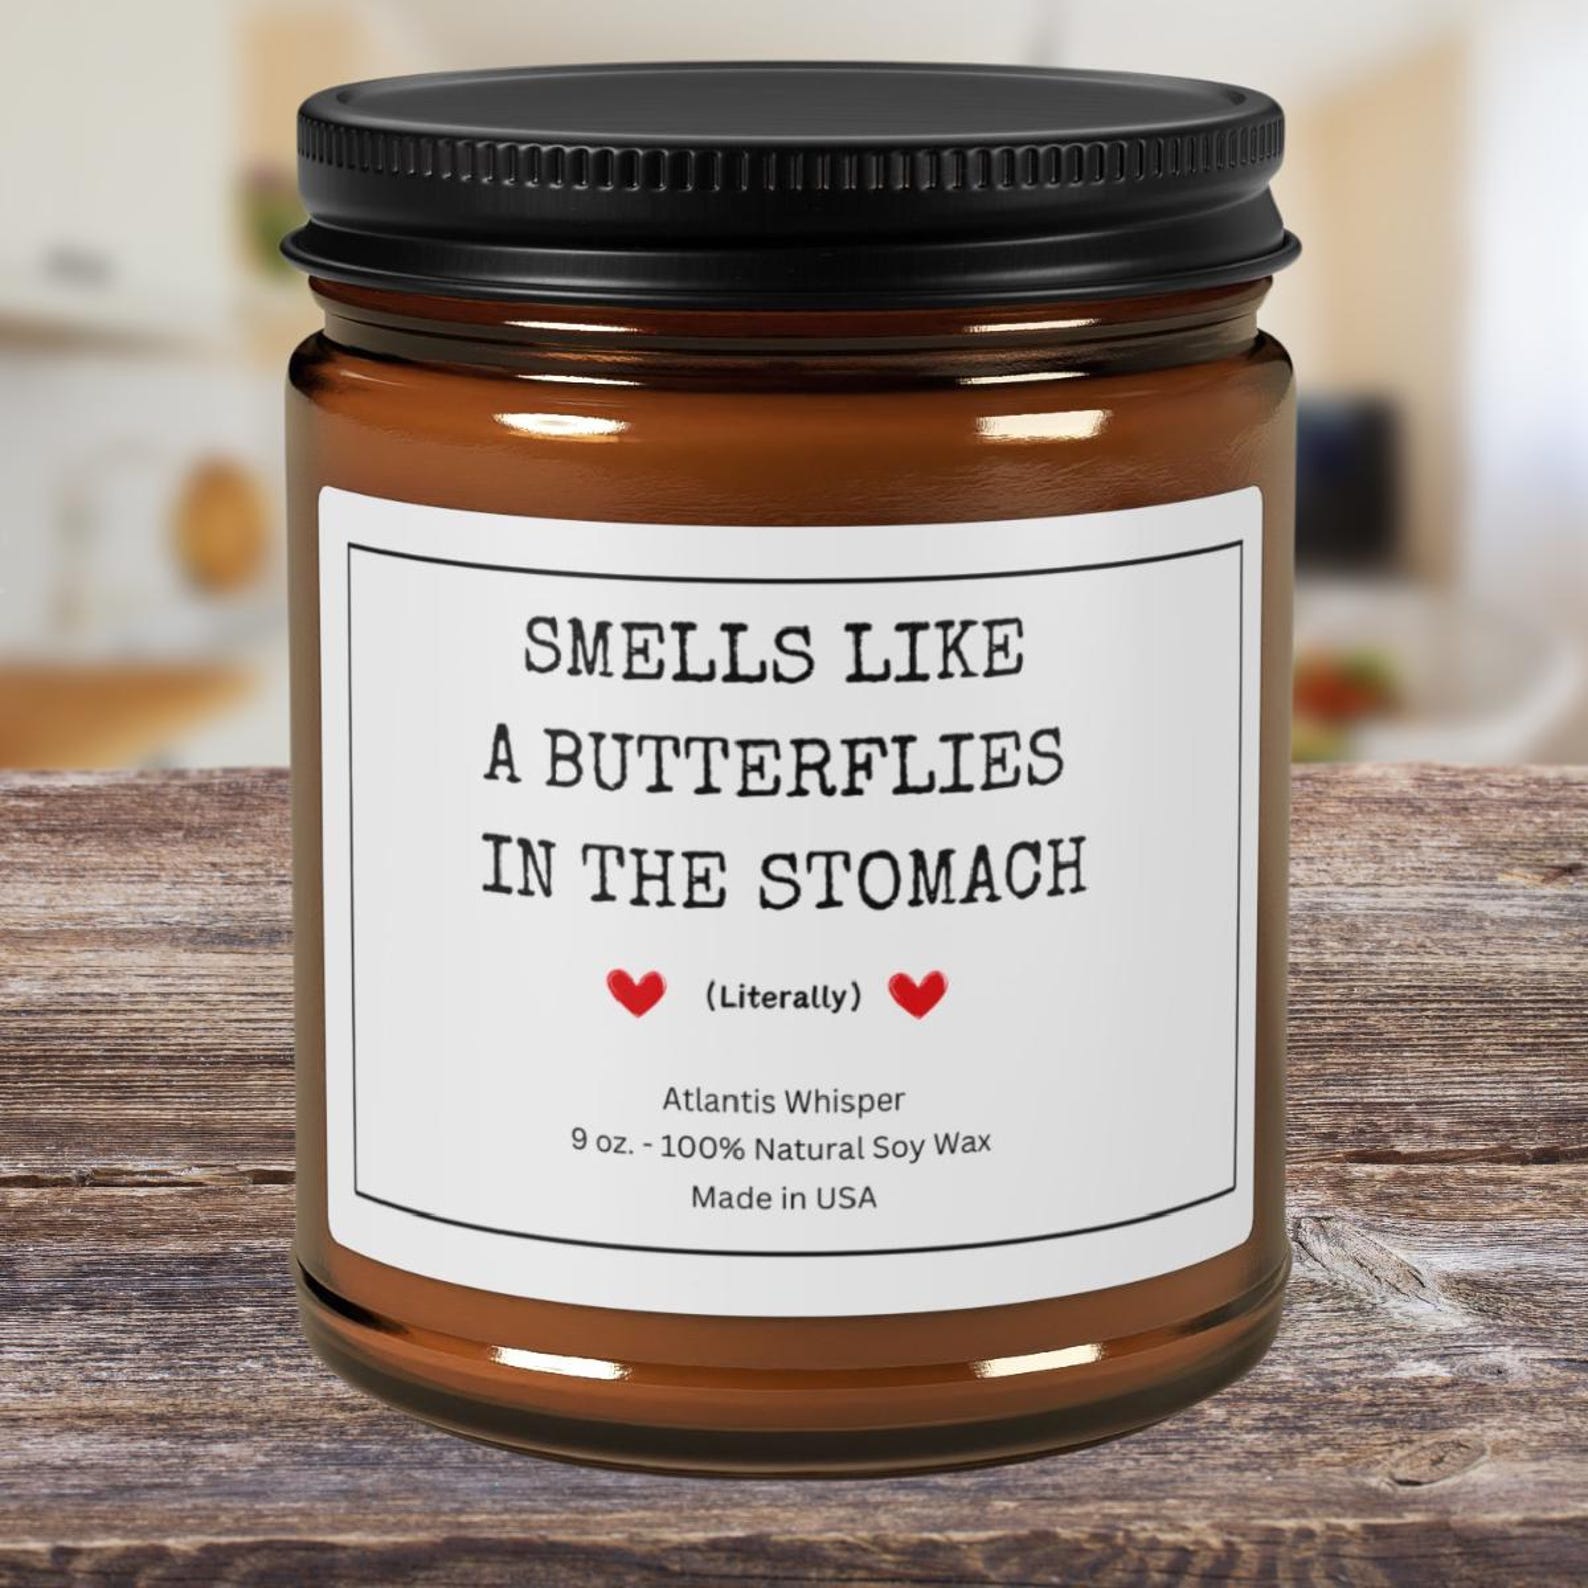 SMELLS LIKE
A BUTTERFLIES
IN THE STOMACH
(Literally)
Atlantis Whisper
9 oz. - 100% Natural Soy Wax
Made in USA